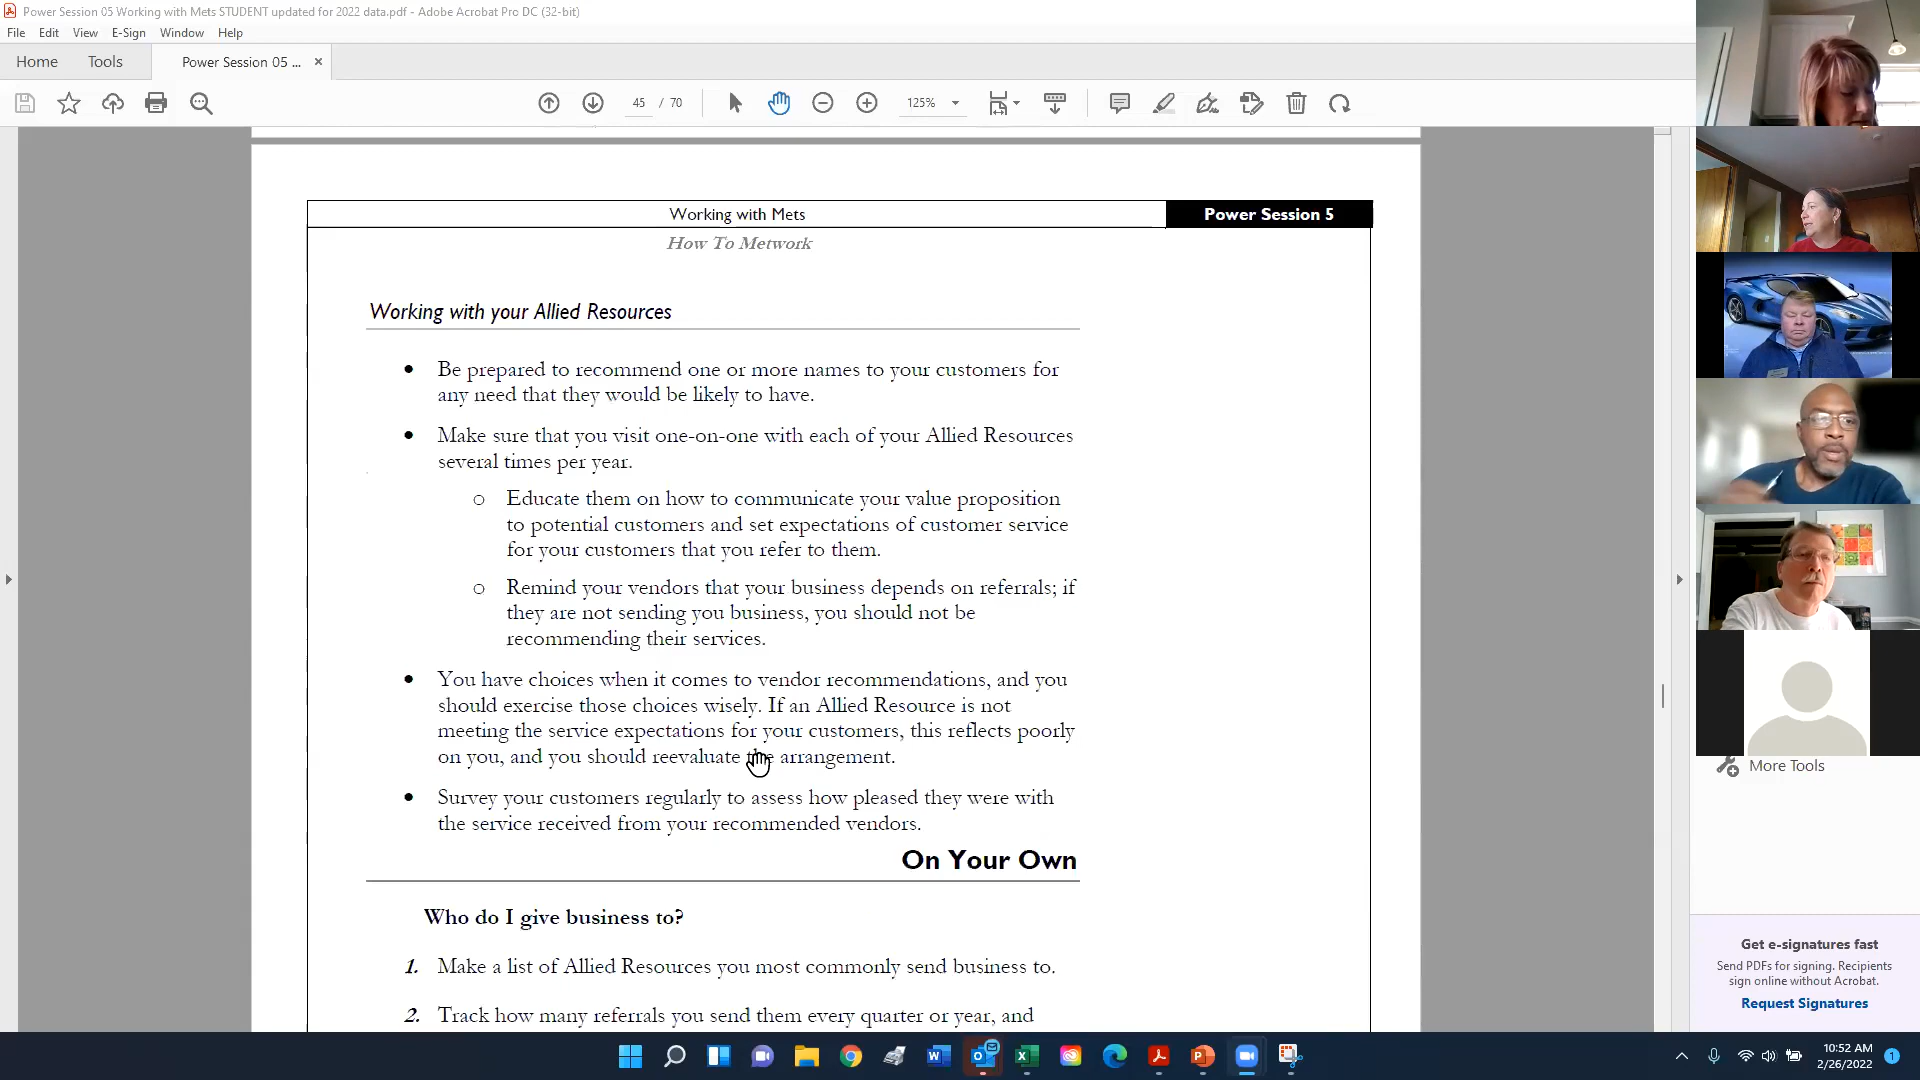 Power Session 05 Working with Mets STUDENT updated for 2022 data.pdf - Adobe Acrobat Pro DC (32-bit)
File Edit View E-Sign Window Help
Home Tools Power Session 05 ... ×
45 / 70 125%
Working with Mets Power Session 5
How To Metwork
Working with your Allied Resources
• Be prepared to recommend one or more names to your customers for
any need that they would be likely to have.
• Make sure that you visit one-on-one with each of your Allied Resources
several times per year.
o Educate them on how to communicate your value proposition
to potential customers and set expectations of customer service
for your customers that you refer to them.
o Remind your vendors that your business depends on referrals; if
they are not sending you business, you should not be
recommending their services.
• You have choices when it comes to vendor recommendations, and you
should exercise those choices wisely. If an Allied Resource is not
meeting the service expectations for your customers, this reflects poorly
on you, and you should reevaluate the arrangement.
• Survey your customers regularly to assess how pleased they were with
the service received from your recommended vendors.
On Your Own
Who do I give business to?
1. Make a list of Allied Resources you most commonly send business to.
2. Track how many referrals you send them every quarter or year, and
More Tools
Get e-signatures fast
Send PDFs for signing. Recipients
sign online without Acrobat.
Request Signatures
10:52 AM
2/26/2022
1